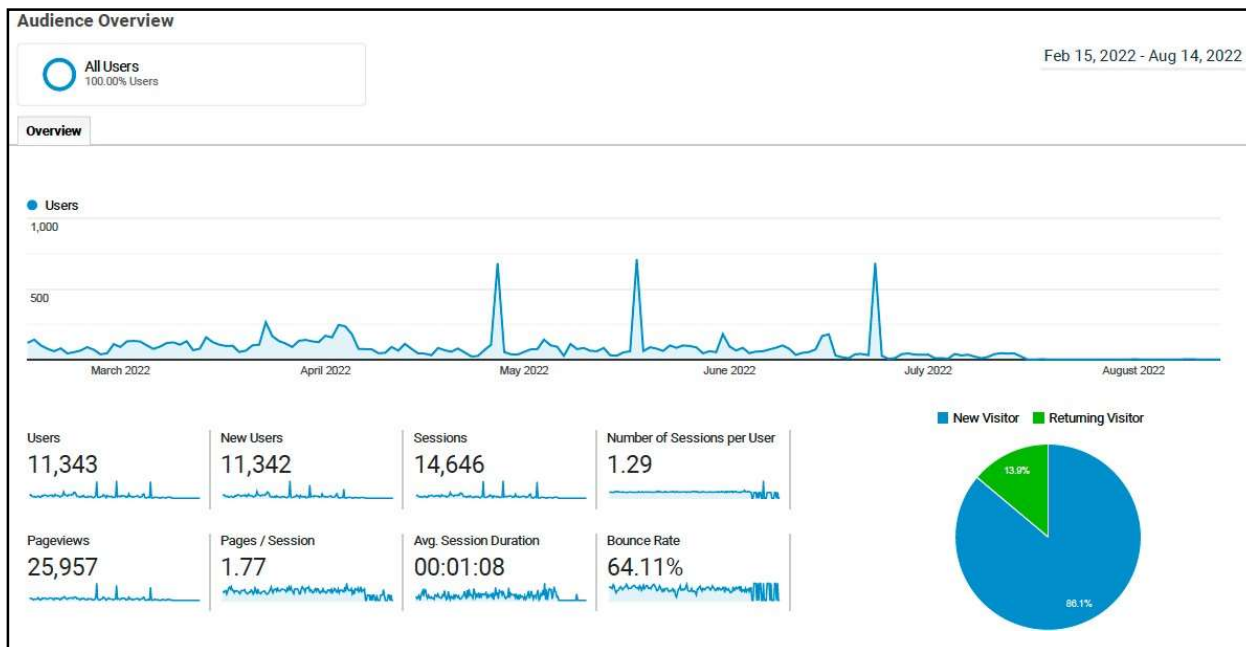 Audience Overview
All Users
100.00% Users
Feb 15, 2022 - Aug 14, 2022
Overview
Users
1,000
500
March 2022
April 2022
May 2022
June 2022
July 2022
August 2022
Users
11,343
New Users
11,342
Sessions
14,646
Number of Sessions per User
1.29
Pageviews
25,957
Pages / Session
1.77
Avg. Session Duration
00:01:08
Bounce Rate
64.11%
New Visitor
Returning Visitor
13.9%
86.1%